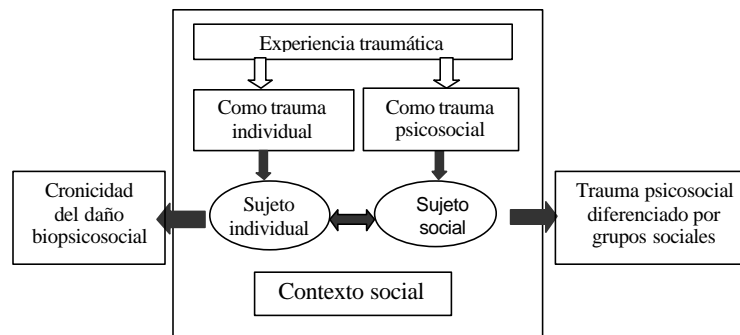 Experiencia traumática
Como trauma
individual
Como trauma
psicosocial
Cronicidad
del daño
biopsicosocial
Sujeto
individual
Sujeto
social
Trauma psicosocial
diferenciado por
grupos sociales
Contexto social